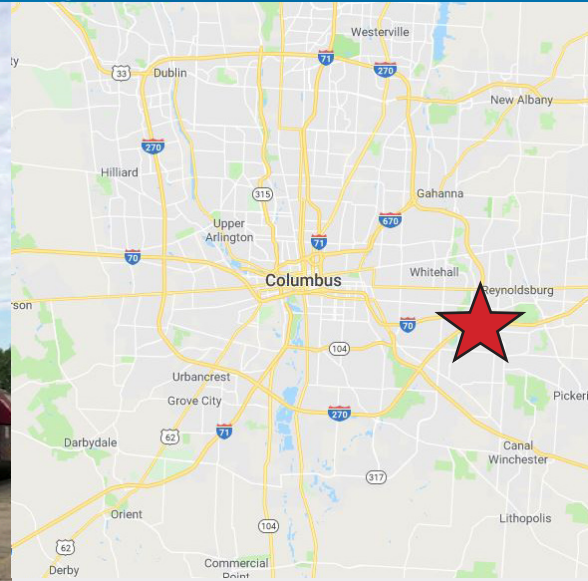 Westerville
71
270
33
Dublin
New Albany
270
Hilliard
315
Gahanna
670
Upper
Arlington
71
70
Whitehall
Columbus
Reynoldsburg
son
70
104
Urbancrest
Grove City
Pickeri
270
71
62
Darbydale
Canal
Winchester
317
Orient
Lithopolis
104
62
Commercial
Point
Derby